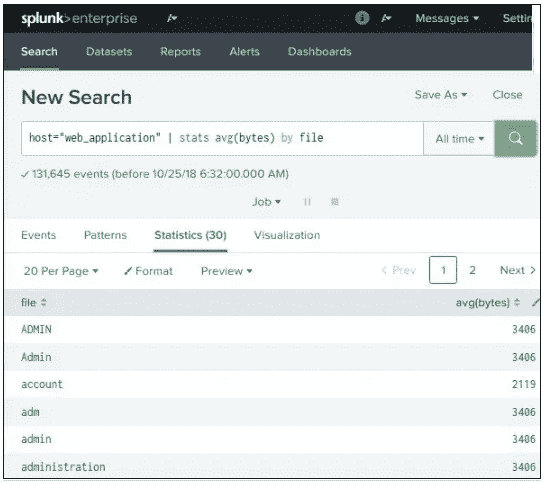 splunk>enterprise Messages Settin
Search Datasets Reports Alerts Dashboards
New Search Save As Close
host="web_application" | stats avg(bytes) by file All time
✓ 131,645 events (before 10/25/18 6:32:00.000 AM)
Job
Events Patterns Statistics (30) Visualization
20 Per Page Format Preview < Prev 1 2 Next >
file avg(bytes)
ADMIN 3406
Admin 3406
account 2119
adm 3406
admin 3406
administration 3406